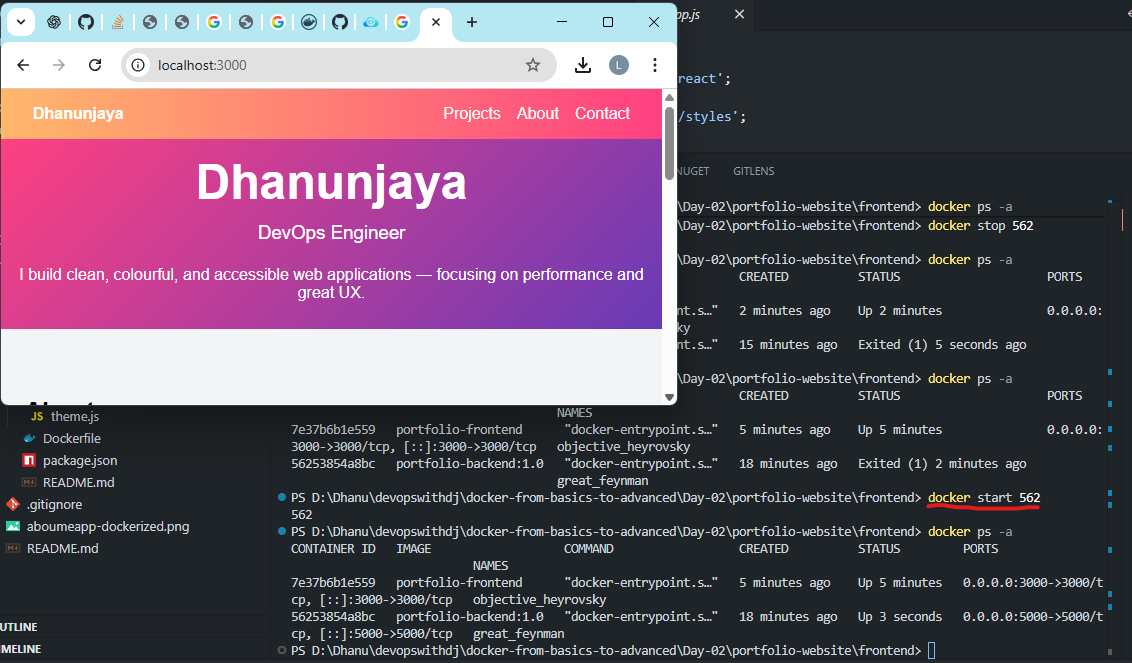 pp.js
localhost:3000
L
react';
/styles';
Dhanunjaya
Projects About Contact
Dhanunjaya
DevOps Engineer
I build clean, colourful, and accessible web applications — focusing on performance and
great UX.
JS theme.js
Dockerfile
package.json
README.md
.gitignore
aboumeapp-dockerized.png
README.md
UTLINE
IMELINE
NUGET GITLENS
\Day-02\portfolio-website\frontend> docker ps -a
\Day-02\portfolio-website\frontend> docker stop 562
\Day-02\portfolio-website\frontend> docker ps -a
CREATED STATUS PORTS
nt.s…" 2 minutes ago Up 2 minutes 0.0.0.0:
ky
nt.s…" 15 minutes ago Exited (1) 5 seconds ago
\Day-02\portfolio-website\frontend> docker ps -a
CREATED STATUS PORTS
NAMES
7e37b6b1e559 portfolio-frontend "docker-entrypoint.s…" 5 minutes ago Up 5 minutes 0.0.0.0:
3000->3000/tcp, [::]:3000->3000/tcp objective_heyrovsky
56253854a8bc portfolio-backend:1.0 "docker-entrypoint.s…" 18 minutes ago Exited (1) 2 minutes ago
great_feynman
PS D:\Dhanu\devopswithdj\docker-from-basics-to-advanced\Day-02\portfolio-website\frontend> docker start 562
562
PS D:\Dhanu\devopswithdj\docker-from-basics-to-advanced\Day-02\portfolio-website\frontend> docker ps -a
CONTAINER ID IMAGE COMMAND CREATED STATUS PORTS
NAMES
7e37b6b1e559 portfolio-frontend "docker-entrypoint.s…" 5 minutes ago Up 5 minutes 0.0.0.0:3000->3000/t
cp, [::]:3000->3000/tcp objective_heyrovsky
56253854a8bc portfolio-backend:1.0 "docker-entrypoint.s…" 18 minutes ago Up 3 seconds 0.0.0.0:5000->5000/t
cp, [::]:5000->5000/tcp great_feynman
PS D:\Dhanu\devopswithdj\docker-from-basics-to-advanced\Day-02\portfolio-website\frontend>